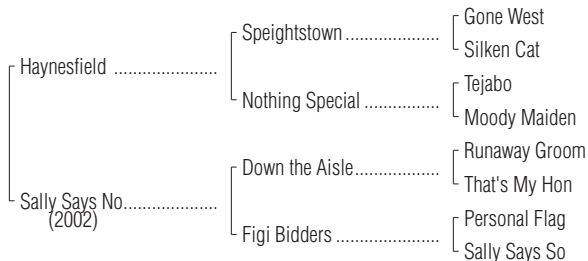 Gone West
Speightstown
Silken Cat
Haynesfield
Tejabo
Nothing Special
Moody Maiden
Runaway Groom
Down the Aisle
That's My Hon
Sally Says No
(2002)
Personal Flag
Figi Bidders
Sally Says So